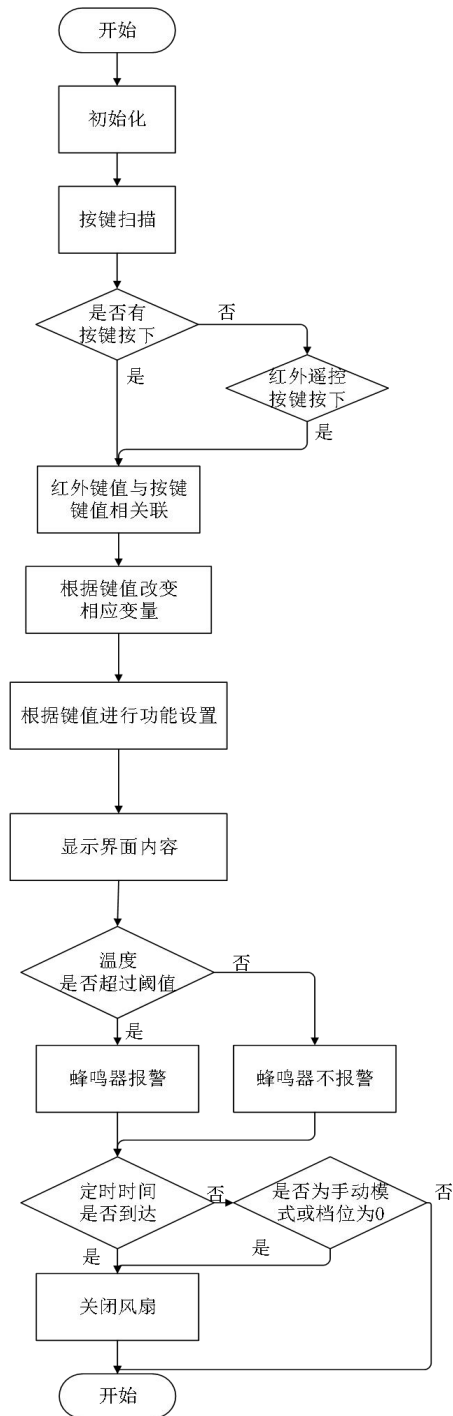 开始
初始化
按键扫描
是否有
按键按下
否
是
红外遥控
按键按下
是
红外键值与按键
键值相关联
根据键值改变
相应变量
根据键值进行功能设置
显示界面内容
温度
是否超过阈值
否
是
蜂鸣器报警
蜂鸣器不报警
定时时间
是否到达
否
是否为手动模
式或档位为0
否
是
是
关闭风扇
开始